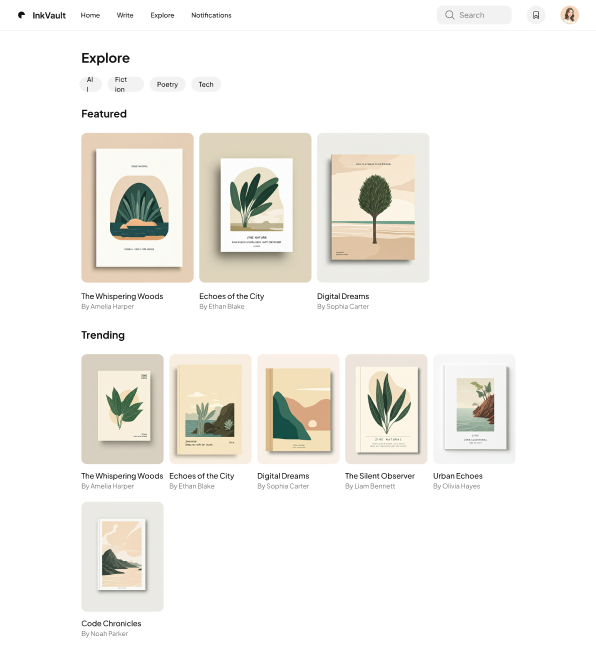 InkVault
Home
Write
Explore
Notifications
Search
Explore
Al
l
Fict
ion
Poetry
Tech
Featured
The Whispering Woods
By Amelia Harper
Echoes of the City
By Ethan Blake
Digital Dreams
By Sophia Carter
Trending
The Whispering Woods
By Amelia Harper
Echoes of the City
By Ethan Blake
Digital Dreams
By Sophia Carter
The Silent Observer
By Liam Bennett
Urban Echoes
By Olivia Hayes
Code Chronicles
By Noah Parker